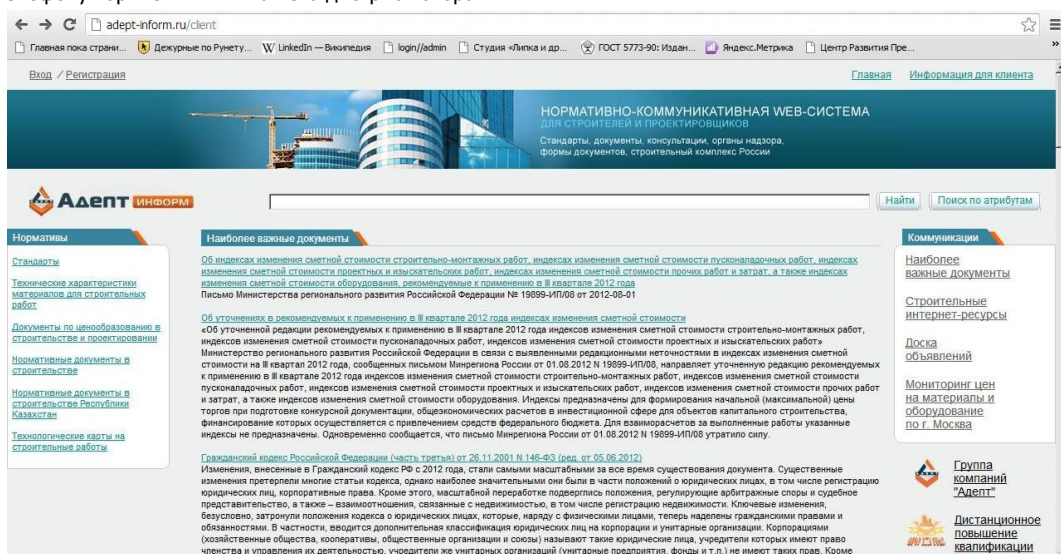 adept-inform.ru/client
Главная пока страни... Дежурные по Рунету... LinkedIn — Википедия login//admin Студия «Липка и др... ГОСТ 5773-90: Издан... Яндекс.Метрика Центр Развития Пре... »
Вход / Регистрация
Главная Информация для клиента
НОРМАТИВНО-КОММУНИКАТИВНАЯ WEB-СИСТЕМА
ДЛЯ СТРОИТЕЛЕЙ И ПРОЕКТИРОВЩИКОВ
Стандарты, документы, консультации, органы надзора,
формы документов, строительный комплекс России
Адепт ИНФОРМ
Найти Поиск по атрибутам
Нормативы
Стандарты
Технические характеристики
материалов для строительных
работ
Документы по ценообразованию в
строительстве и проектировании
Нормативные документы в
строительстве
Нормативные документы в
строительстве Республики
Казахстан
Технологические карты на
строительные работы
Наиболее важные документы
Об индексах изменения сметной стоимости строительно-монтажных работ, индексах изменения сметной стоимости пусконаладочных работ, индексах
изменения сметной стоимости проектных и изыскательских работ, индексах изменения сметной стоимости прочих работ и затрат, а также индексах
изменения сметной стоимости оборудования, рекомендуемые к применению в III квартале 2012 года
Письмо Министерства регионального развития Российской Федерации № 19899-ИП/08 от 2012-08-01
Об уточнениях в рекомендуемых к применению в III квартале 2012 года индексов изменения сметной стоимости
«Об уточненной редакции рекомендуемых к применению в III квартале 2012 года индексов изменения сметной стоимости строительно-монтажных работ,
индексов изменения сметной стоимости пусконаладочных работ, индексов изменения сметной стоимости проектных и изыскательских работ»
Министерство регионального развития Российской Федерации в связи с выявленными редакционными неточностями в индексах изменения сметной
стоимости на III квартал 2012 года, сообщенных письмом Минрегиона России от 01.08.2012 N 19899-ИП/08, направляет уточненную редакцию рекомендуемых
к применению в III квартале 2012 года индексов изменения сметной стоимости строительно-монтажных работ, индексов изменения сметной стоимости
пусконаладочных работ, индексов изменения сметной стоимости проектных и изыскательских работ, индексов изменения сметной стоимости прочих работ
и затрат, а также индексов изменения сметной стоимости оборудования. Индексы предназначены для формирования начальной (максимальной) цены
торгов при подготовке конкурсной документации, общеэкономических расчетов в инвестиционной сфере для объектов капитального строительства,
финансирование которых осуществляется с привлечением средств федерального бюджета. Для взаиморасчетов за выполненные работы указанные
индексы не предназначены. Одновременно сообщается, что письмо Минрегиона России от 01.08.2012 N 19899-ИП/08 утратило силу.
Гражданский кодекс Российской Федерации (часть третья) от 26.11.2001 N 146-ФЗ (ред. от 05.06.2012)
Изменения, внесенные в Гражданский кодекс РФ с 2012 года, стали самыми масштабными за все время существования документа. Существенные
изменения претерпели многие статьи кодекса, однако наиболее значительными они были в части положений о юридических лицах, в том числе регистрацию
юридических лиц, корпоративные права. Кроме этого, масштабной переработке подверглись положения, регулирующие арбитражные споры и судебное
представительство, а также – взаимоотношения, связанные с недвижимостью, в том числе регистрацию недвижимости. Ключевые изменения,
безусловно, затронули положения кодекса о юридических лицах, которые, наряду с физическими лицами, теперь наделены гражданскими правами и
обязанностями. В частности, вводится дополнительная классификация юридических лиц на корпорации и унитарные организации. Корпорациями
(хозяйственные общества, кооперативы, общественные организации и союзы) называют такие юридические лица, учредители которых имеют право
членства и управления их деятельностью, учредители же унитарных организаций (унитарные предприятия, фонды и т.п.) не имеют таких прав. Кроме
Коммуникации
Наиболее
важные документы
Строительные
интернет-ресурсы
Доска
объявлений
Мониторинг цен
на материалы и
оборудование
по г. Москва
Группа
компаний
"Адепт"
Дистанционное
повышение
квалификации